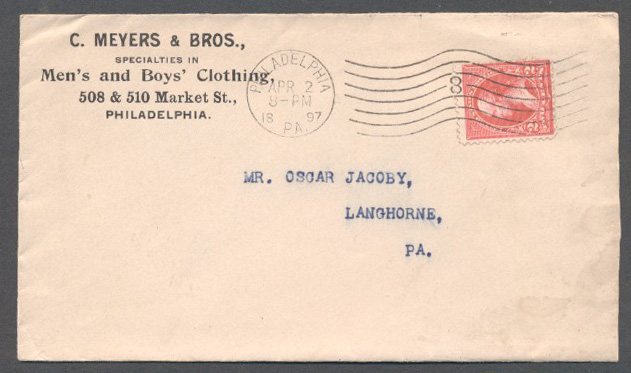 C. MEYERS & BROS.,
SPECIALTIES IN
Men's and Boys' Clothing,
508 & 510 Market St.,
PHILADELPHIA.
PHILADELPHIA
APR 2
8-PM
18 97
PA.
8
MR. OSCAR JACOBY,
LANGHORNE,
PA.